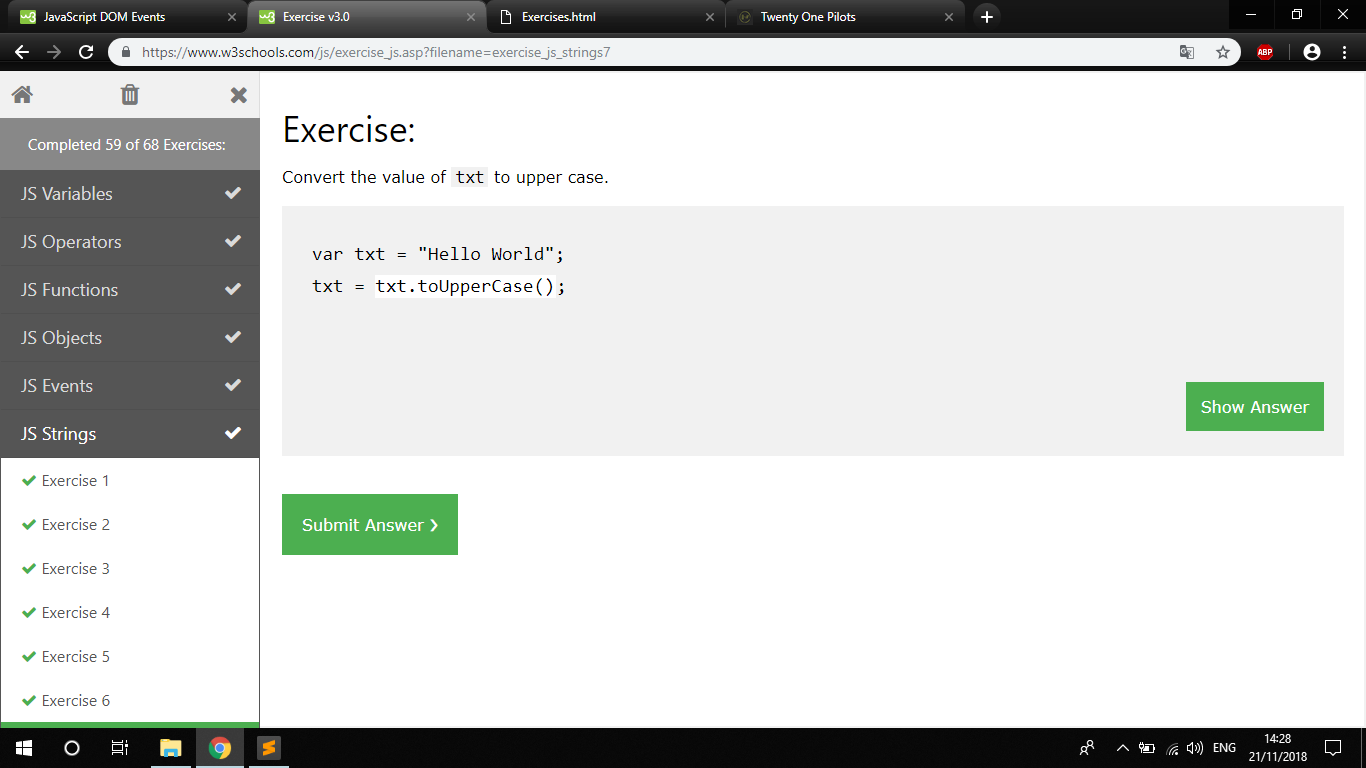 JavaScript DOM Events
Exercise v3.0
Exercises.html
Twenty One Pilots
https://www.w3schools.com/js/exercise_js.asp?filename=exercise_js_strings7
ABP
Completed 59 of 68 Exercises:
JS Variables
JS Operators
JS Functions
JS Objects
JS Events
JS Strings
Exercise 1
Exercise 2
Exercise 3
Exercise 4
Exercise 5
Exercise 6
Exercise:
Convert the value of txt to upper case.
var txt = "Hello World";
txt = txt.toUpperCase();
Show Answer
Submit Answer ❯
ENG
14:28
21/11/2018